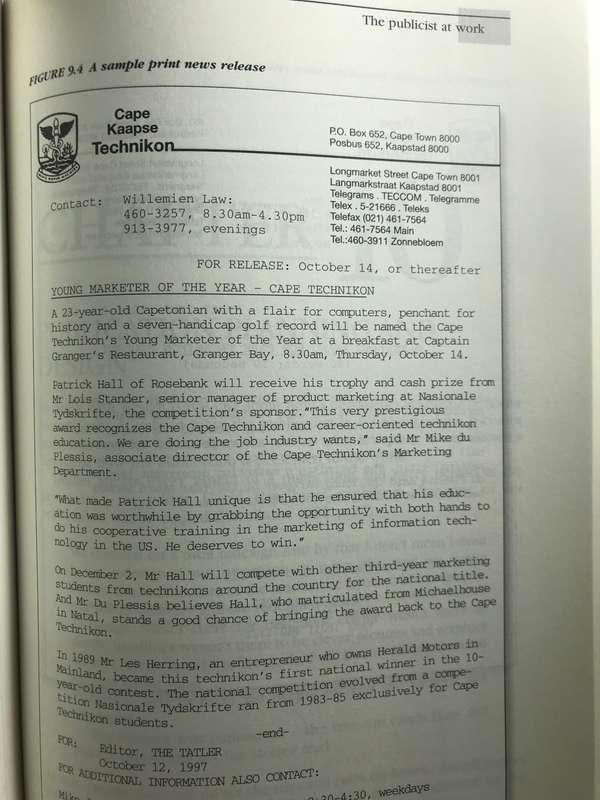 The publicist at work
FIGURE 9.4 A sample print news release
Cape
Kaapse
Technikon
P.O. Box 652, Cape Town 8000
Posbus 652, Kaapstad 8000
Longmarket Street Cape Town 8001
Langmarkstraat Kaapstad 8001
Telegrams . TECCOM . Telegramme
Telex . 5-21666 . Teleks
Telefax (021) 461-7564
Tel.: 461-7564 Main
Tel.:460-3911 Zonnebloem
Contact: Willemien Law:
460-3257, 8.30am-4.30pm
913-3977, evenings
FOR RELEASE: October 14, or thereafter
YOUNG MARKETER OF THE YEAR – CAPE TECHNIKON
A 23-year-old Capetonian with a flair for computers, penchant for
history and a seven-handicap golf record will be named the Cape
Technikon's Young Marketer of the Year at a breakfast at Captain
Granger's Restaurant, Granger Bay, 8.30am, Thursday, October 14.
Patrick Hall of Rosebank will receive his trophy and cash prize from
Mr Lois Stander, senior manager of product marketing at Nasionale
Tydskrifte, the competition's sponsor."This very prestigious
award recognizes the Cape Technikon and career-oriented technikon
education. We are doing the job industry wants," said Mr Mike du
Plessis, associate director of the Cape Technikon's Marketing
Department.
"What made Patrick Hall unique is that he ensured that his educ-
ation was worthwhile by grabbing the opportunity with both hands to
do his cooperative training in the marketing of information tech-
nology in the US. He deserves to win."
On December 2, Mr Hall will compete with other third-year marketing
students from technikons around the country for the national title.
And Mr Du Plessis believes Hall, who matriculated from Michaelhouse
in Natal, stands a good chance of bringing the award back to the Cape
Technikon.
In 1989 Mr Les Herring, an entrepreneur who owns Herald Motors in
Mainland, became this technikon's first national winner in the 10-
year-old contest. The national competition evolved from a compe-
tition Nasionale Tydskrifte ran from 1983-85 exclusively for Cape
Technikon students.
-end-
FOR:
Editor, THE TATLER
October 12, 1997
FOR ADDITIONAL INFORMATION ALSO CONTACT:
weekdays